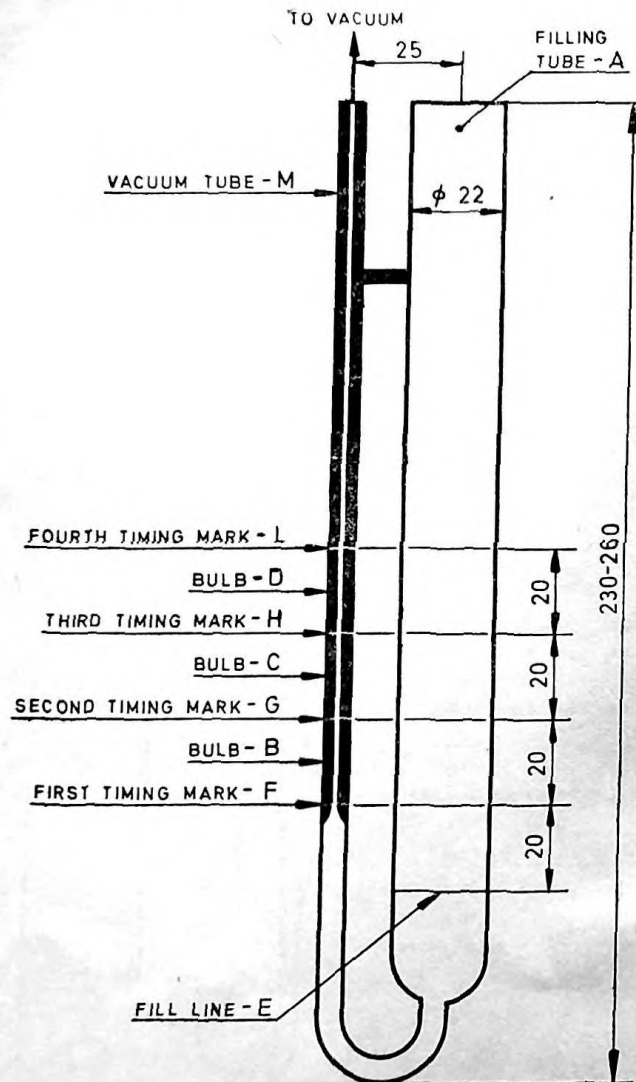 TO VACUUM
25
FILLING
TUBE-A
VACUUM TUBE-M
ϕ 22
FOURTH TIMING MARK-L
BULB-D
THIRD TIMING MARK-H
BULB-C
SECOND TIMING MARK-G
BULB-B
FIRST TIMING MARK-F
20
20
20
20
230-260
FILL LINE-E